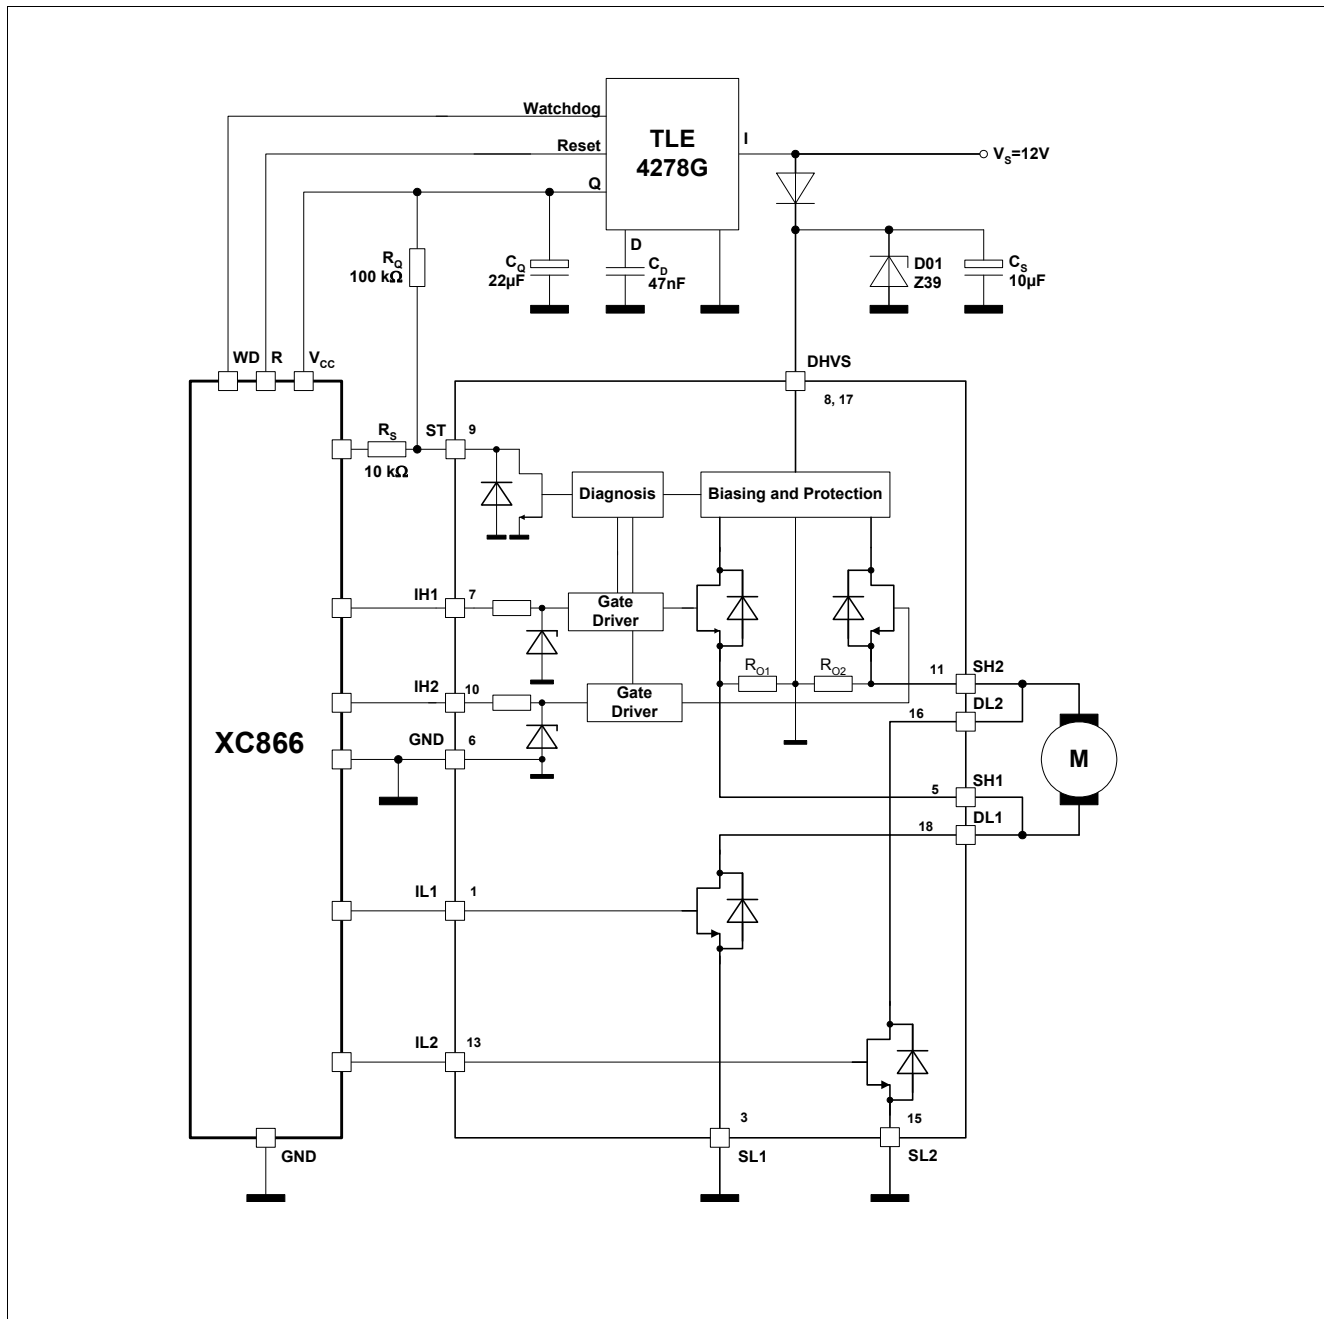 Watchdog
TLE
4278G
I
Reset
V_S=12V
Q
D
R_Q
100 kΩ
C_Q
22µF
C_D
47nF
D01
Z39
C_S
10µF
WD
R
V_CC
DHVS
8, 17
R_S
10 kΩ
ST
9
Diagnosis
Biasing and Protection
IH1
7
Gate
Driver
R_O1
R_O2
11
SH2
IH2
10
Gate
Driver
16
DL2
XC866
GND
6
M
5
SH1
18
DL1
IL1
1
IL2
13
3
15
GND
SL1
SL2